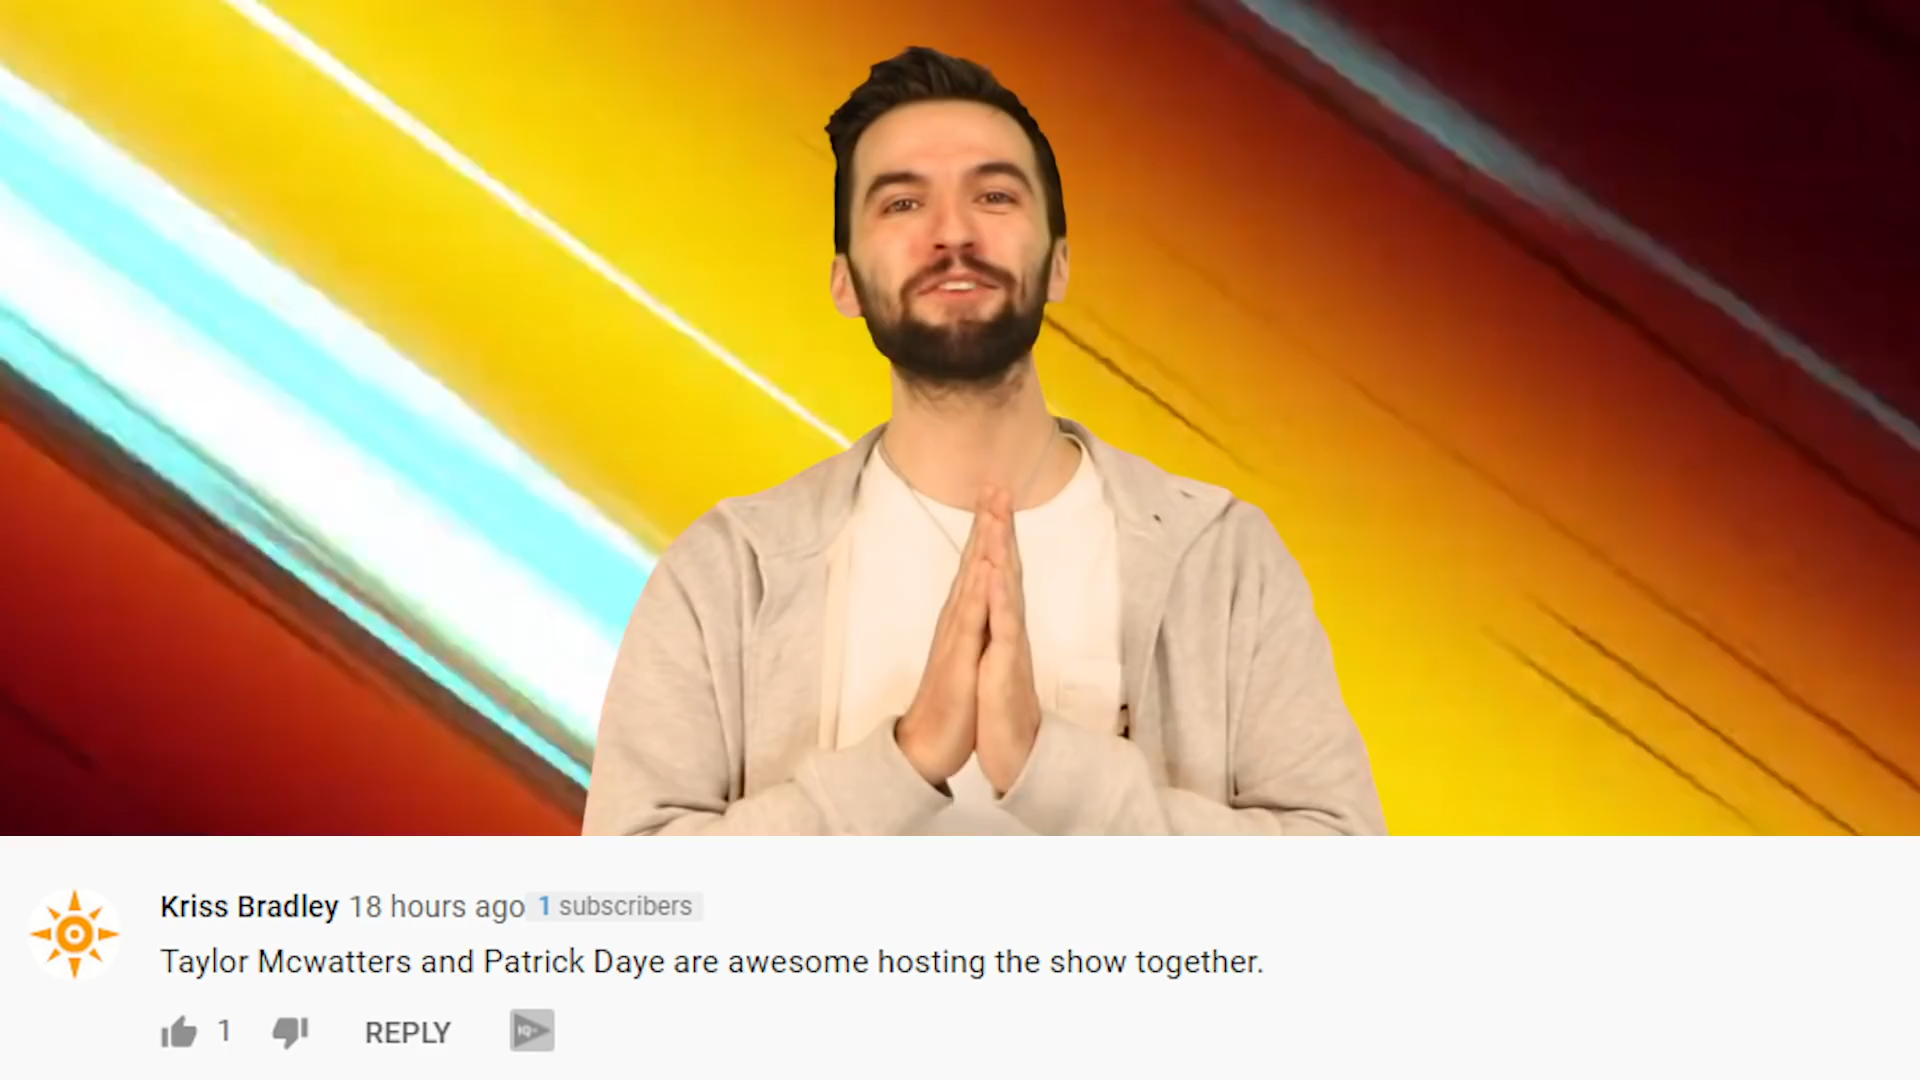 Kriss Bradley 18 hours ago 1 subscribers
Taylor Mcwatters and Patrick Daye are awesome hosting the show together.
1 REPLY IQ